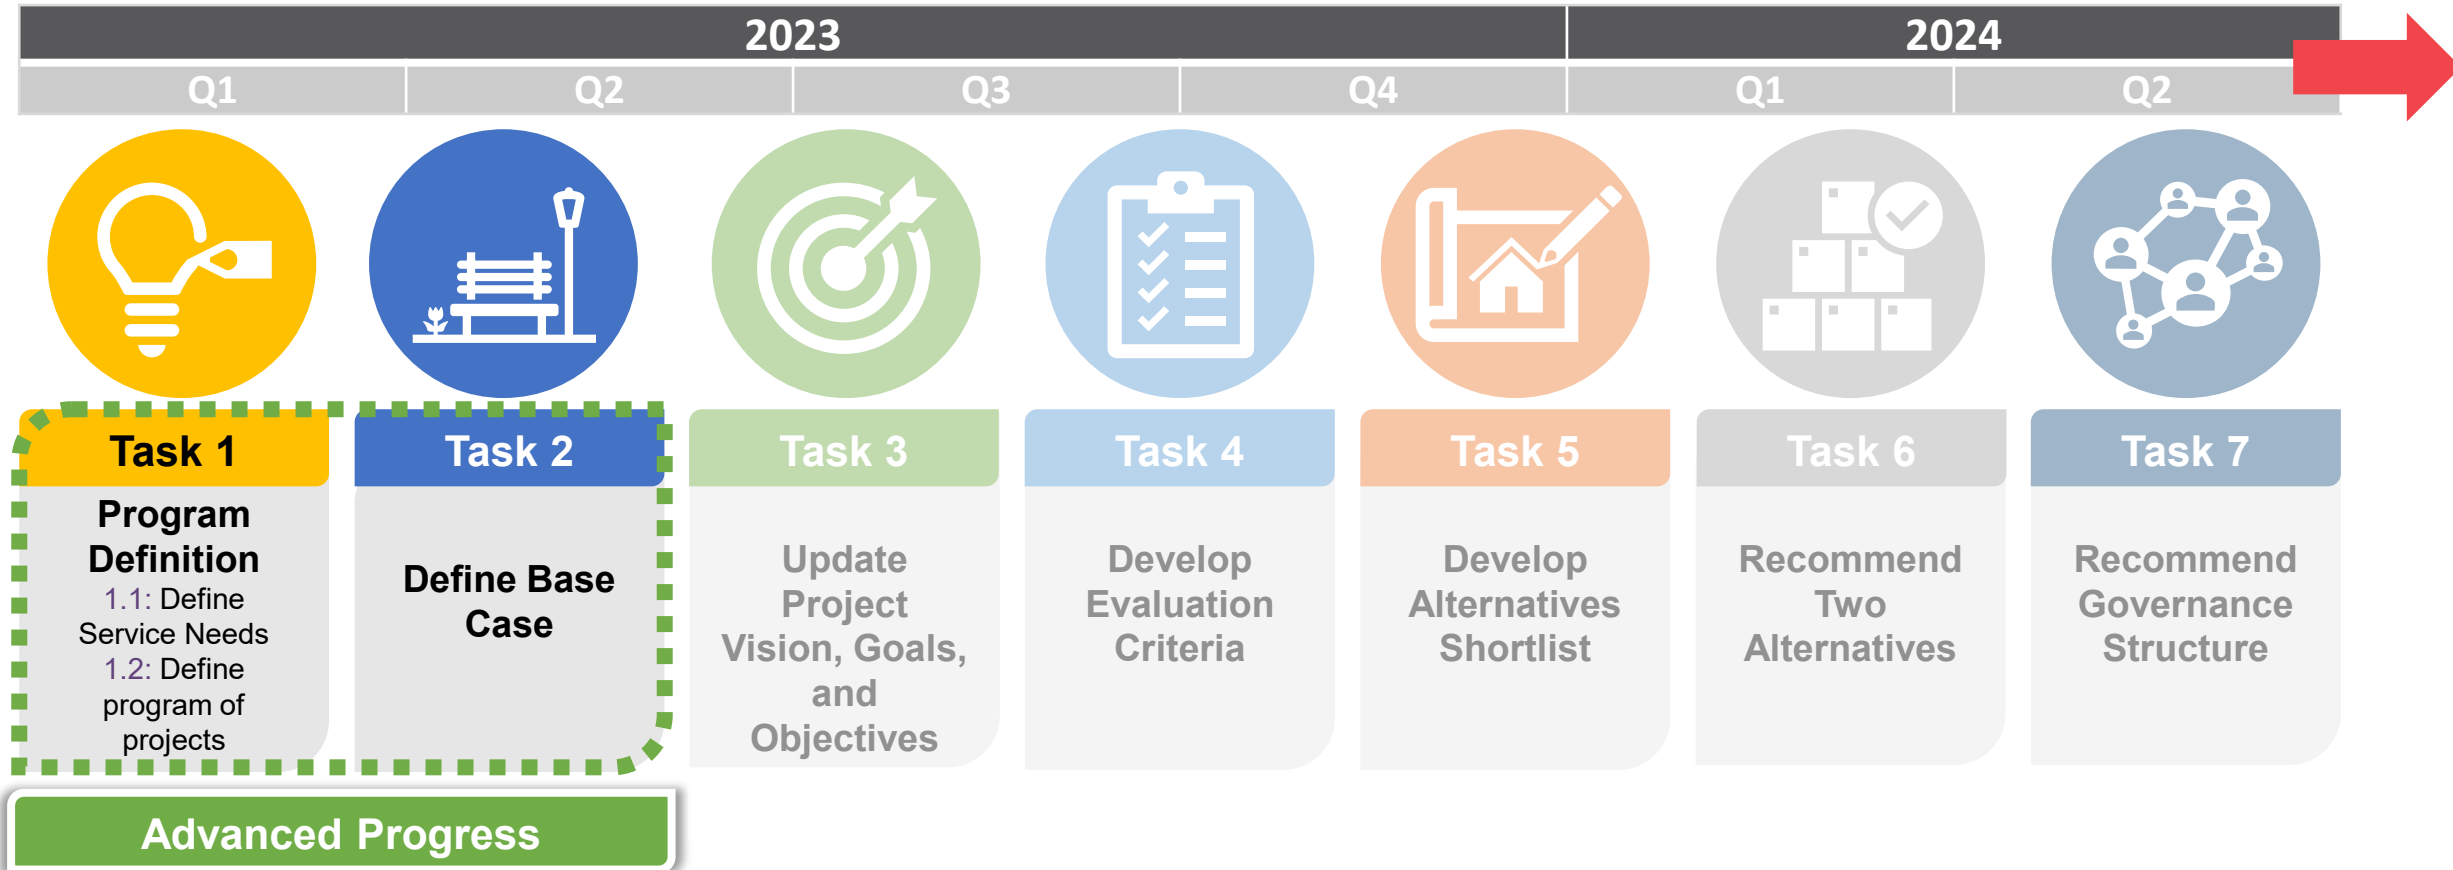 2023
2024
Q1
Q2
Q3
Q4
Q1
Q2
Task 1
Program
Definition
1.1: Define
Service Needs
1.2: Define
program of
projects
Task 2
Define Base
Case
Task 3
Update
Project
Vision, Goals,
and
Objectives
Task 4
Develop
Evaluation
Criteria
Task 5
Develop
Alternatives
Shortlist
Task 6
Recommend
Two
Alternatives
Task 7
Recommend
Governance
Structure
Advanced Progress